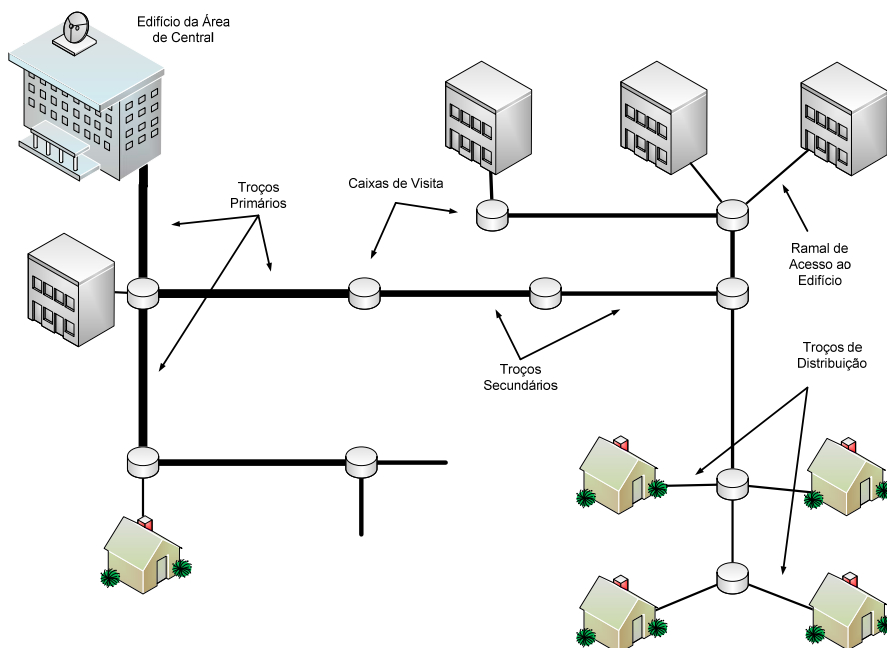 Edifício da Área
de Central
Troços
Primários
Caixas de Visita
Ramal de
Acesso ao
Edifício
Troços
Secundários
Troços de
Distribuição